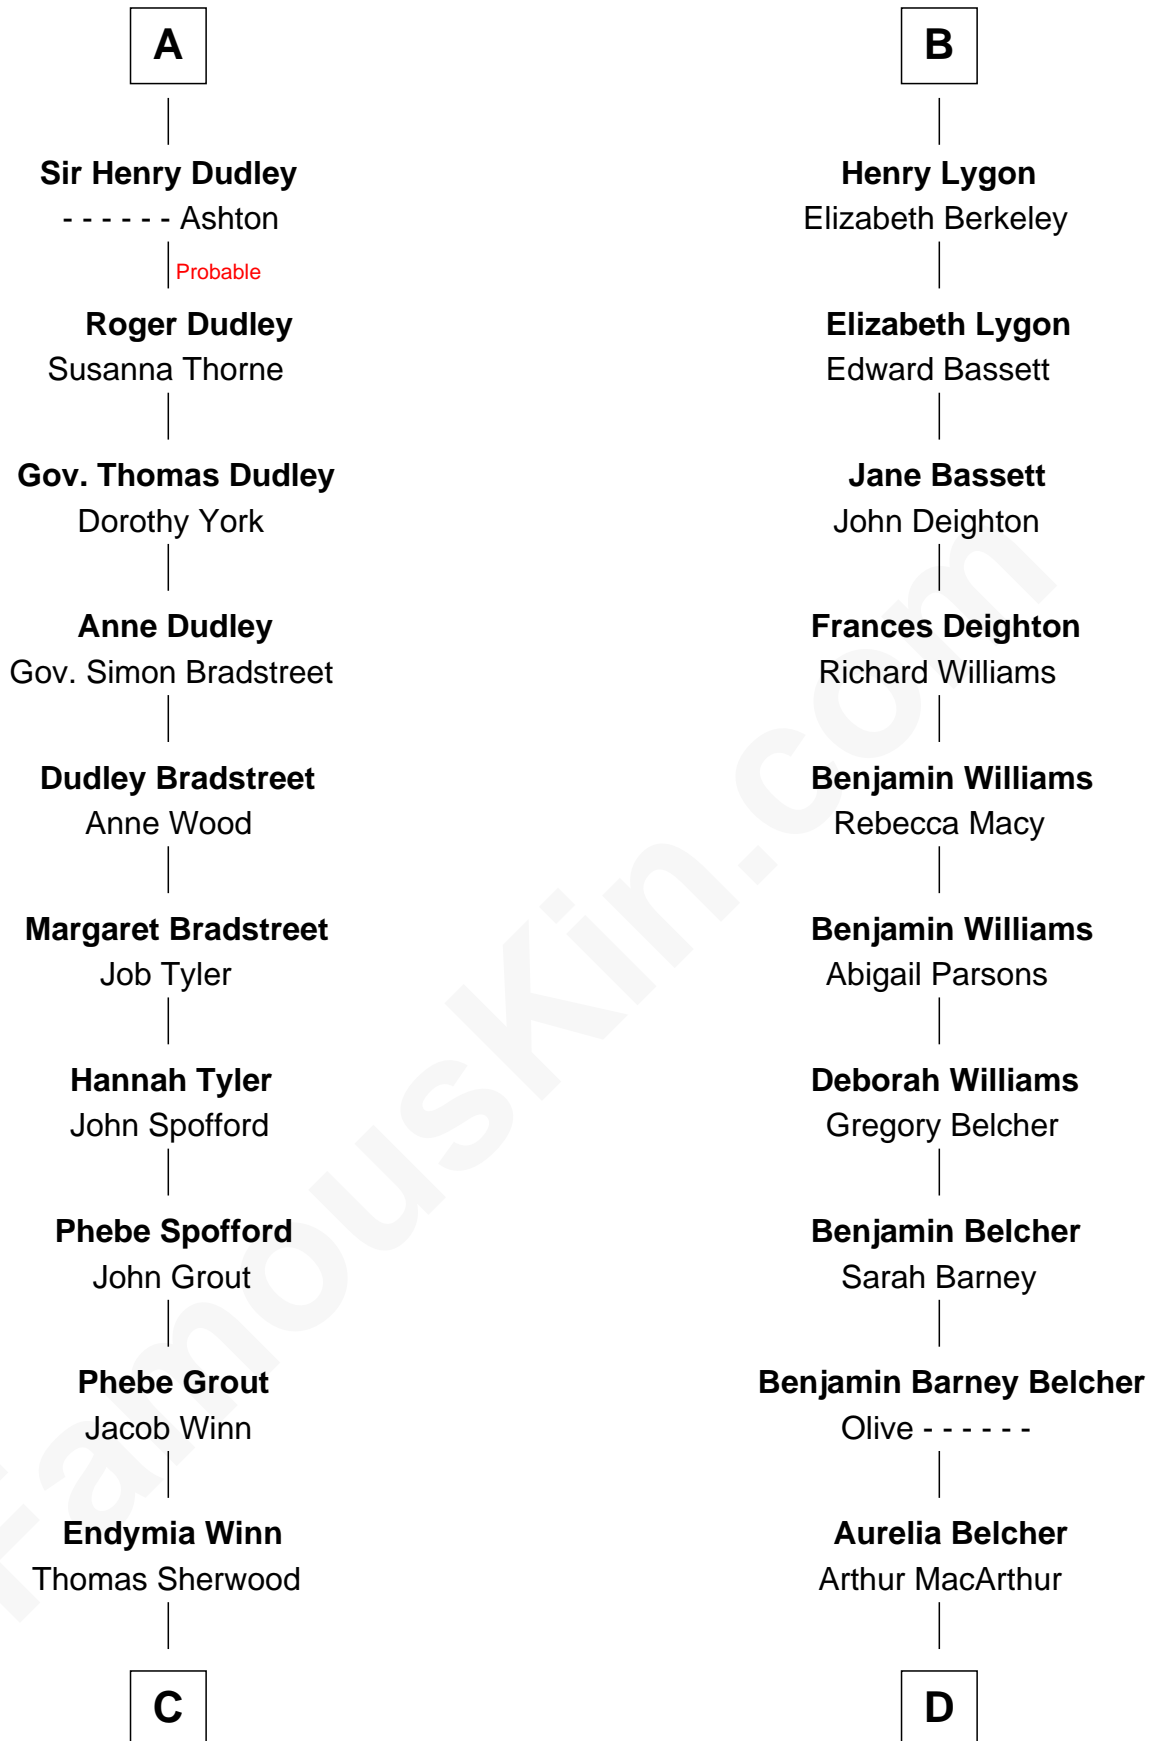 A
Sir Henry Dudley
- - - - - - Ashton
Probable
Roger Dudley
Susanna Thorne
Gov. Thomas Dudley
Dorothy York
Anne Dudley
Gov. Simon Bradstreet
Dudley Bradstreet
Anne Wood
Margaret Bradstreet
Job Tyler
Hannah Tyler
John Spofford
Phebe Spofford
John Grout
Phebe Grout
Jacob Winn
Endymia Winn
Thomas Sherwood
C
B
Henry Lygon
Elizabeth Berkeley
Elizabeth Lygon
Edward Bassett
Jane Bassett
John Deighton
Frances Deighton
Richard Williams
Benjamin Williams
Rebecca Macy
Benjamin Williams
Abigail Parsons
Deborah Williams
Gregory Belcher
Benjamin Belcher
Sarah Barney
Benjamin Barney Belcher
Olive - - - - - -
Aurelia Belcher
Arthur MacArthur
D
FamousKin.com